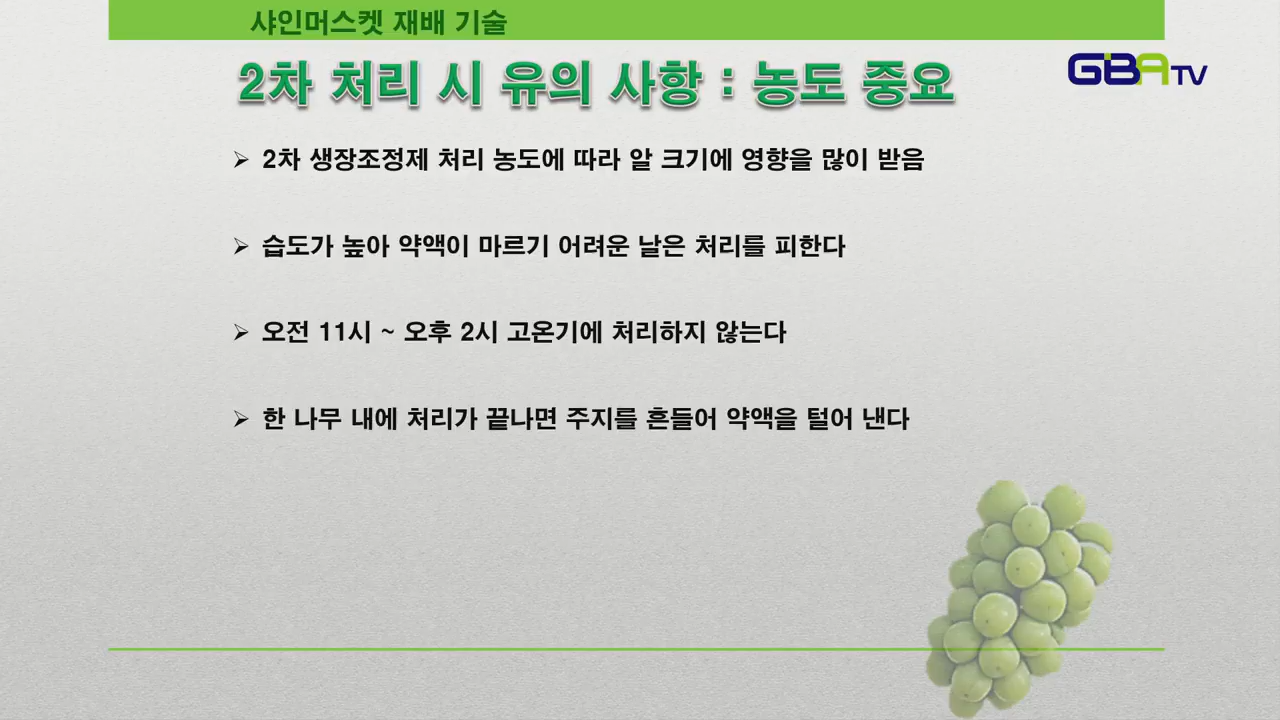 샤인머스켓 재배 기술
2차 처리 시 유의 사항 : 농도 중요
GBATV
➢ 2차 생장조정제 처리 농도에 따라 알 크기에 영향을 많이 받음
➢ 습도가 높아 약액이 마르기 어려운 날은 처리를 피한다
➢ 오전 11시 ~ 오후 2시 고온기에 처리하지 않는다
➢ 한 나무 내에 처리가 끝나면 주지를 흔들어 약액을 털어 낸다